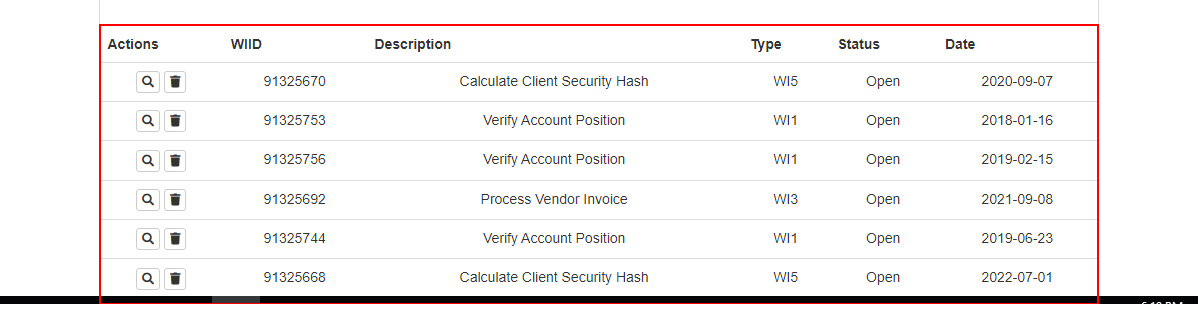 Actions WIID Description Type Status Date
91325670 Calculate Client Security Hash WI5 Open 2020-09-07
91325753 Verify Account Position WI1 Open 2018-01-16
91325756 Verify Account Position WI1 Open 2019-02-15
91325692 Process Vendor Invoice WI3 Open 2021-09-08
91325744 Verify Account Position WI1 Open 2019-06-23
91325668 Calculate Client Security Hash WI5 Open 2022-07-01